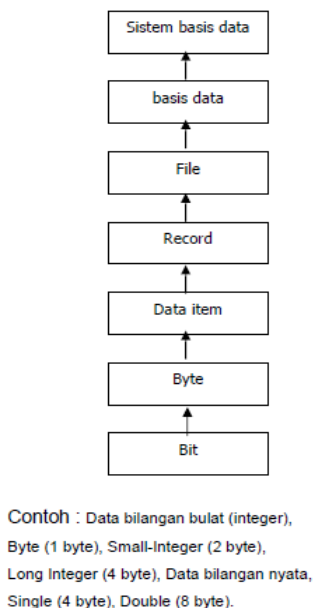 Sistem basis data
basis data
File
Record
Data item
Byte
Bit
Contoh : Data bilangan bulat (integer),
Byte (1 byte), Small-Integer (2 byte),
Long Integer (4 byte), Data bilangan nyata,
Single (4 byte), Double (8 byte).